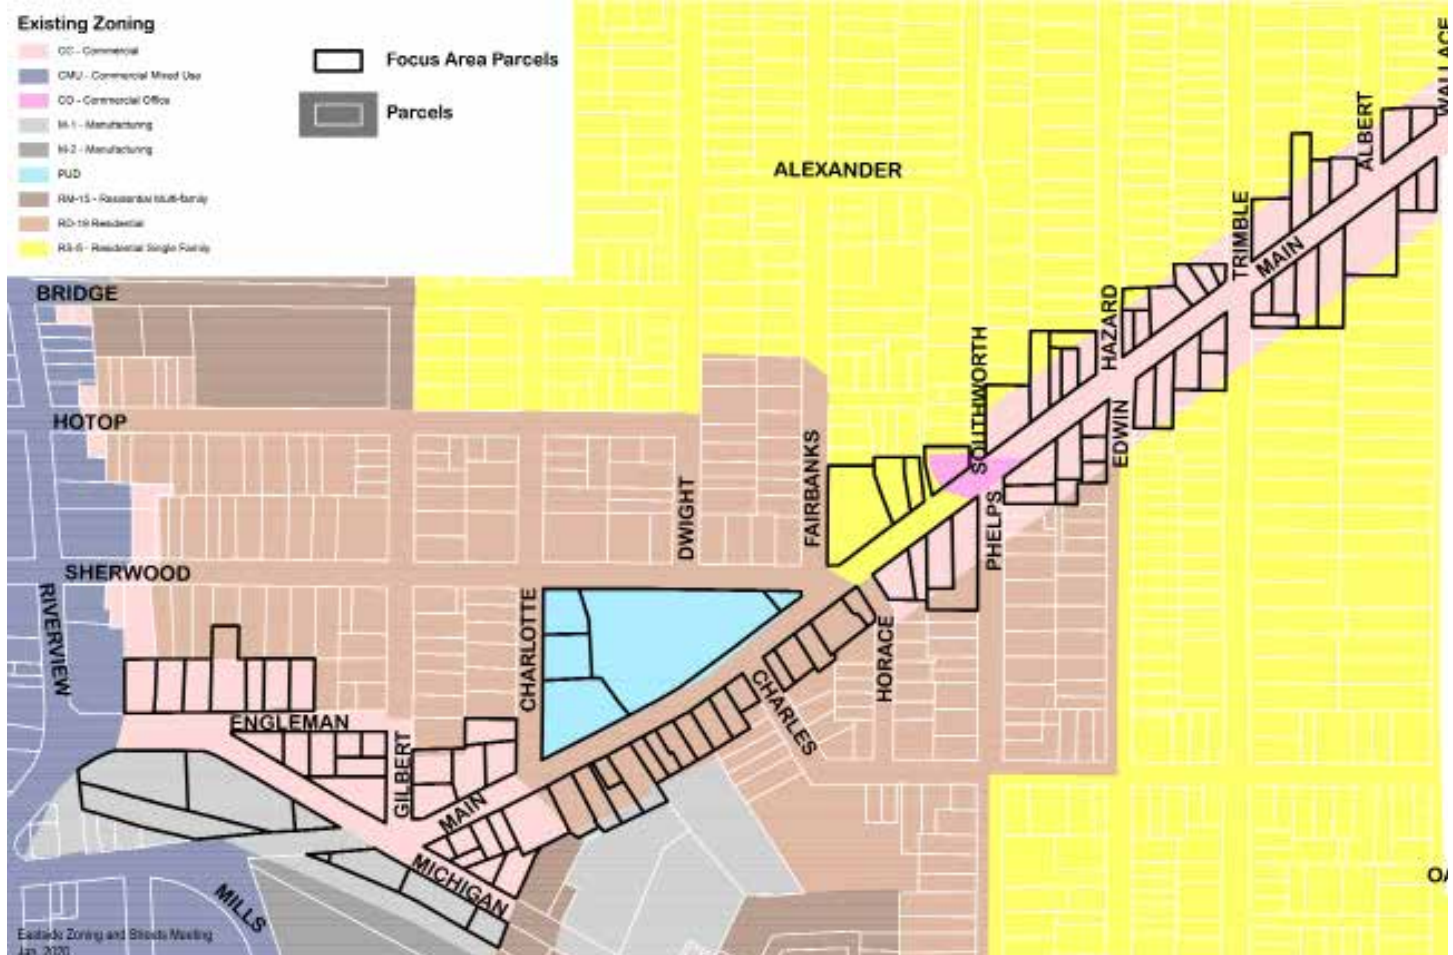 Existing Zoning
CC - Commercial
CMU - Commercial Mixed Use
CO - Commercial Office
M-1 - Manufacturing
M-2 - Manufacturing
PUD
RM-15 - Residential Multi-family
RD-19 Residential
RS-5 - Residential Single Family
Focus Area Parcels
Parcels
WALLACE
ALBERT
ALEXANDER
TRIMBLE
MAIN
BRIDGE
HAZARD
SOUTHWORTH
HOTOP
EDWIN
FAIRBANKS
DWIGHT
PHELPS
SHERWOOD
RIVERVIEW
CHARLOTTE
HORACE
CHARLES
ENGLEMAN
GILBERT
MAIN
MICHIGAN
MILLS
OA
Eastside Zoning and Streets Meeting
Jan. 2020